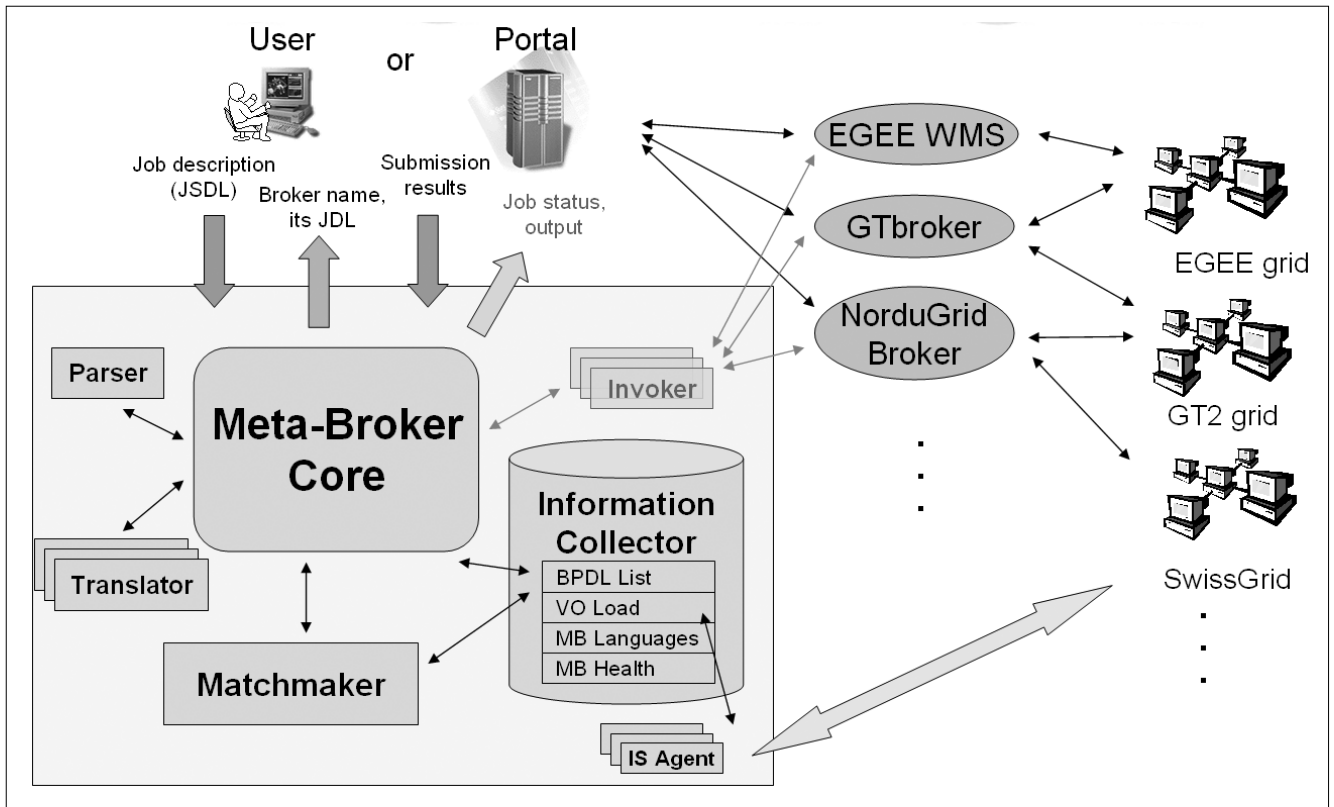 User
or
Portal
Job description
(JSDL)
Broker name,
its JDL
Submission
results
Job status,
output
EGEE WMS
GTbroker
NorduGrid
Broker
EGEE grid
GT2 grid
SwissGrid
Parser
Meta-Broker
Core
Invoker
Translator
Matchmaker
Information
Collector
BPDL List
VO Load
MB Languages
MB Health
IS Agent